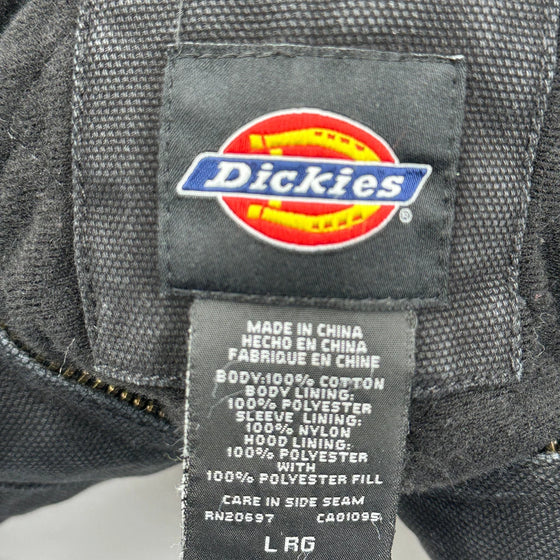 Dickies
®
MADE IN CHINA
HECHO EN CHINA
FABRIQUE EN CHINE
BODY:100% COTTON
BODY LINING:
100% POLYESTER
SLEEVE LINING:
100% NYLON
HOOD LINING:
100% POLYESTER
WITH
100% POLYESTER FILL
CARE IN SIDE SEAM
RN20697 CA01095
L RG